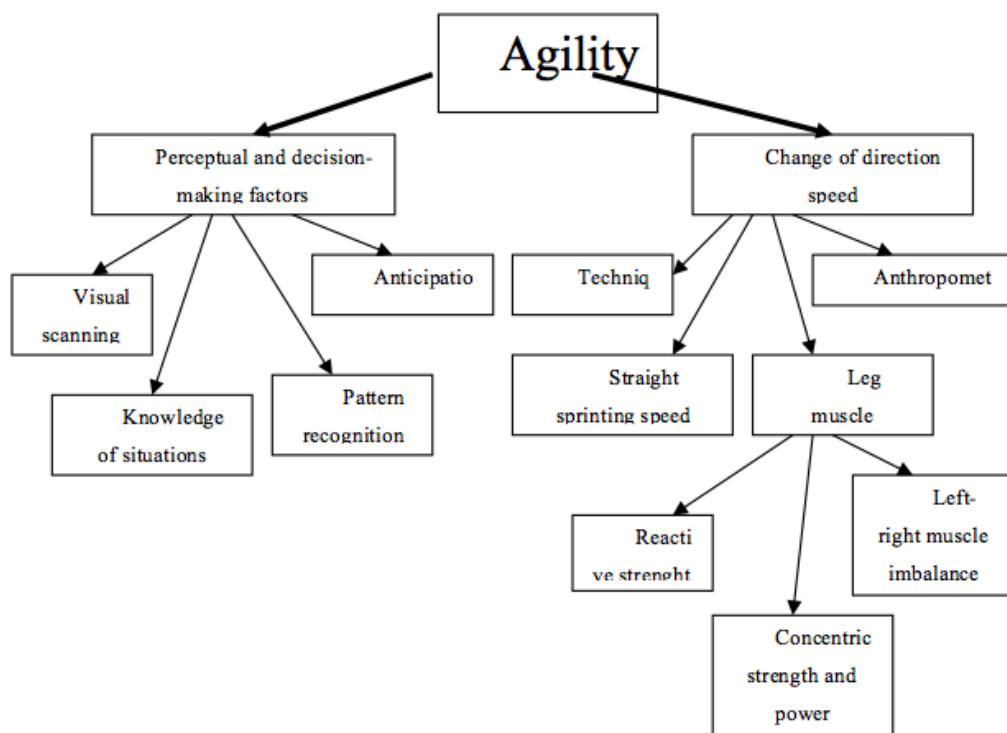 Agility
Perceptual and decision-
making factors
Change of direction
speed
Visual
scanning
Anticipatio
Techniq
Anthropomet
Knowledge
of situations
Pattern
recognition
Straight
sprinting speed
Leg
muscle
Reacti
ve strenght
Left-
right muscle
imbalance
Concentric
strength and
power